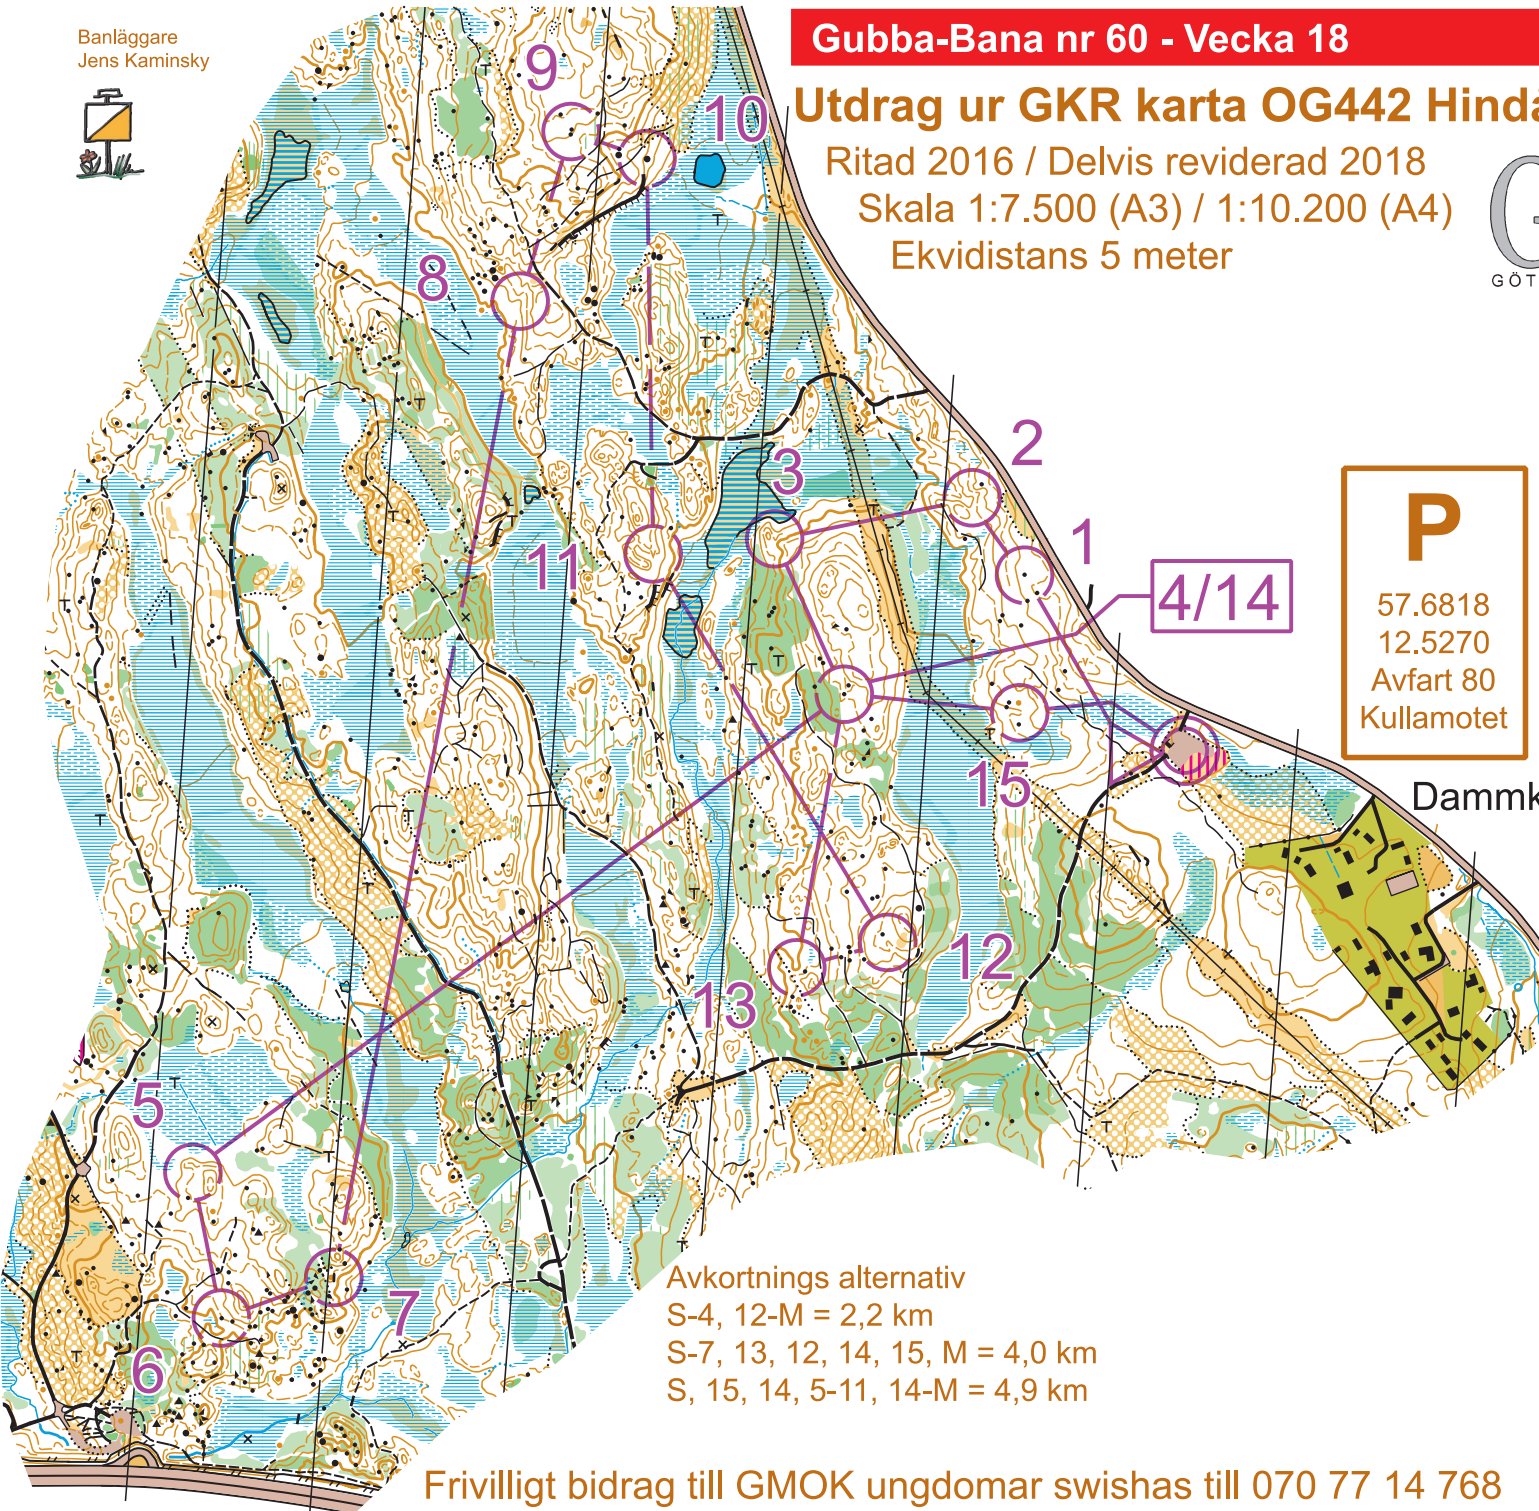 Banläggare
Jens Kaminsky
Gubba-Bana nr 60 - Vecka 18
Utdrag ur GKR karta OG442
Ritad 2016 / Delvis reviderad 2018
Skala 1:7.500 (A3) / 1:10.200 (A4)
Ekvidistans 5 meter
9
10
8
3
2
1
11
4/14
P
57.6818
12.5270
Avfart 80
Kullamotet
15
12
13
5
7
6
Avkortnings alternativ
S-4, 12-M = 2,2 km
S-7, 13, 12, 14, 15, M = 4,0 km
S, 15, 14, 5-11, 14-M = 4,9 km
Frivilligt bidrag till GMOK ungdomar swishas till 070 77 14 768